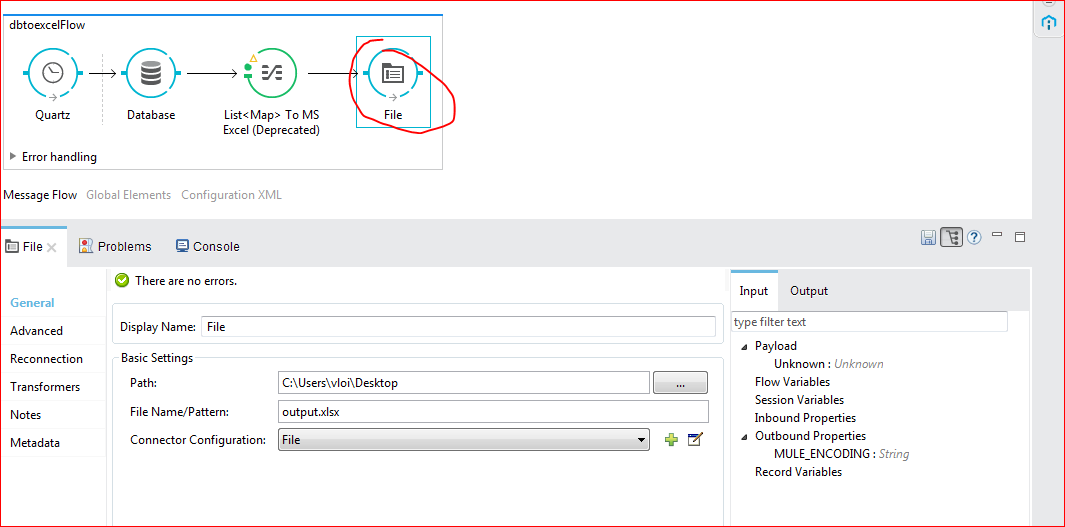 dbtoexcelFlow
Quartz
Database
List<Map> To MS
Excel (Deprecated)
File
Error handling
Message Flow Global Elements Configuration XML
File Problems Console
General
Advanced
Reconnection
Transformers
Notes
Metadata
There are no errors.
Display Name: File
Basic Settings
Path: C:\Users\vloi\Desktop ...
File Name/Pattern: output.xlsx
Connector Configuration: File
Input Output
type filter text
Payload
Unknown : Unknown
Flow Variables
Session Variables
Inbound Properties
Outbound Properties
MULE_ENCODING : String
Record Variables